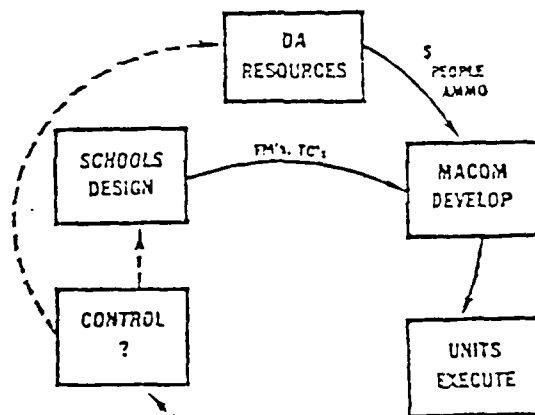 DA
RESOURCES
$
PEOPLE
AMMO
SCHOOLS
DESIGN
FM's, TC's
MACOM
DEVELOP
CONTROL
?
UNITS
EXECUTE